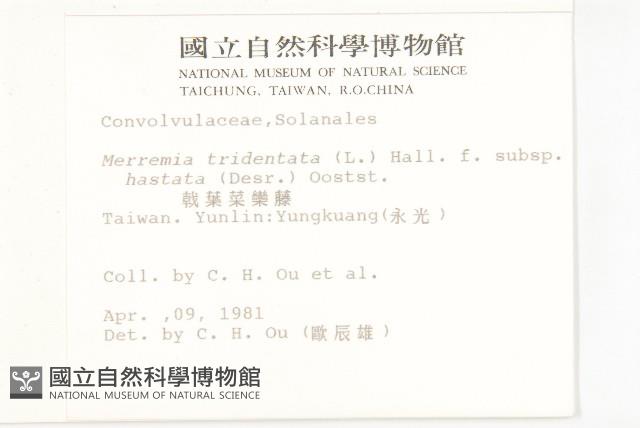 國立自然科學博物館
NATIONAL MUSEUM OF NATURAL SCIENCE
TAICHUNG, TAIWAN, R.O.CHINA
Convolvulaceae,Solanales
Merremia tridentata (L.) Hall. f. subsp.
hastata (Desr.) Oostst.
戟葉菜欒藤
Taiwan. Yunlin:Yungkuang(永光)
Coll. by C. H. Ou et al.
Apr. ,09, 1981
Det. by C. H. Ou (歐辰雄)
國立自然科學博物館
NATIONAL MUSEUM OF NATURAL SCIENCE